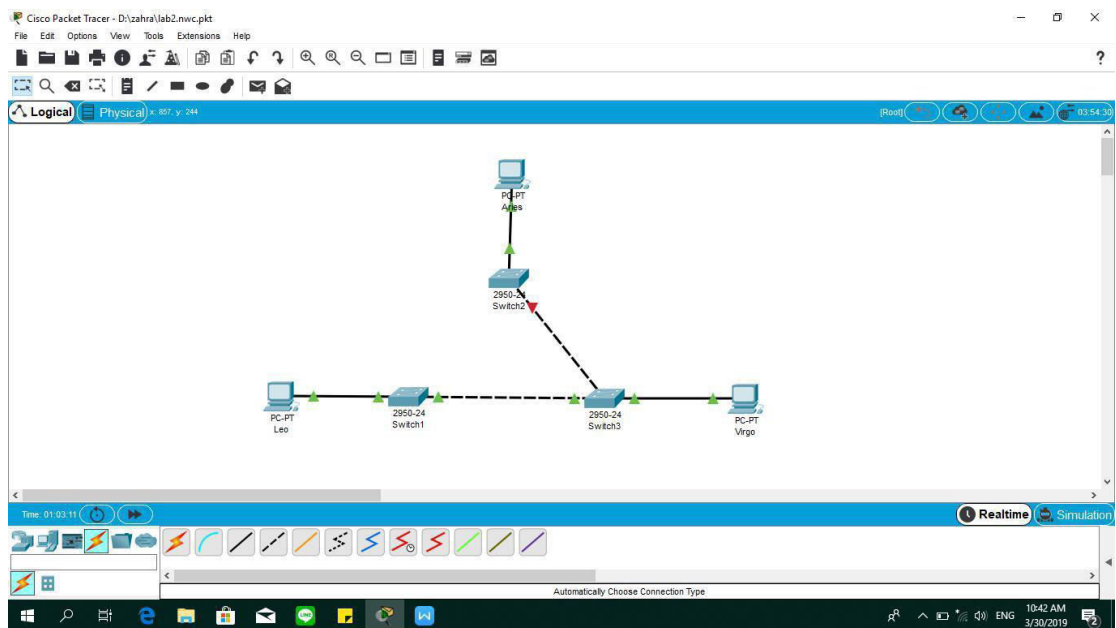 Cisco Packet Tracer - D:\zahra\lab2.nwc.pkt
File Edit Options View Tools Extensions Help
?
Logical Physical x: 857, y: 244 [Root] 03:54:30
PC-PT
Aries
2950-24
Switch2
PC-PT
Leo
2950-24
Switch1
2950-24
Switch3
PC-PT
Virgo
Time: 01:03:11 Realtime Simulation
Automatically Choose Connection Type
ENG 10:42 AM
3/30/2019